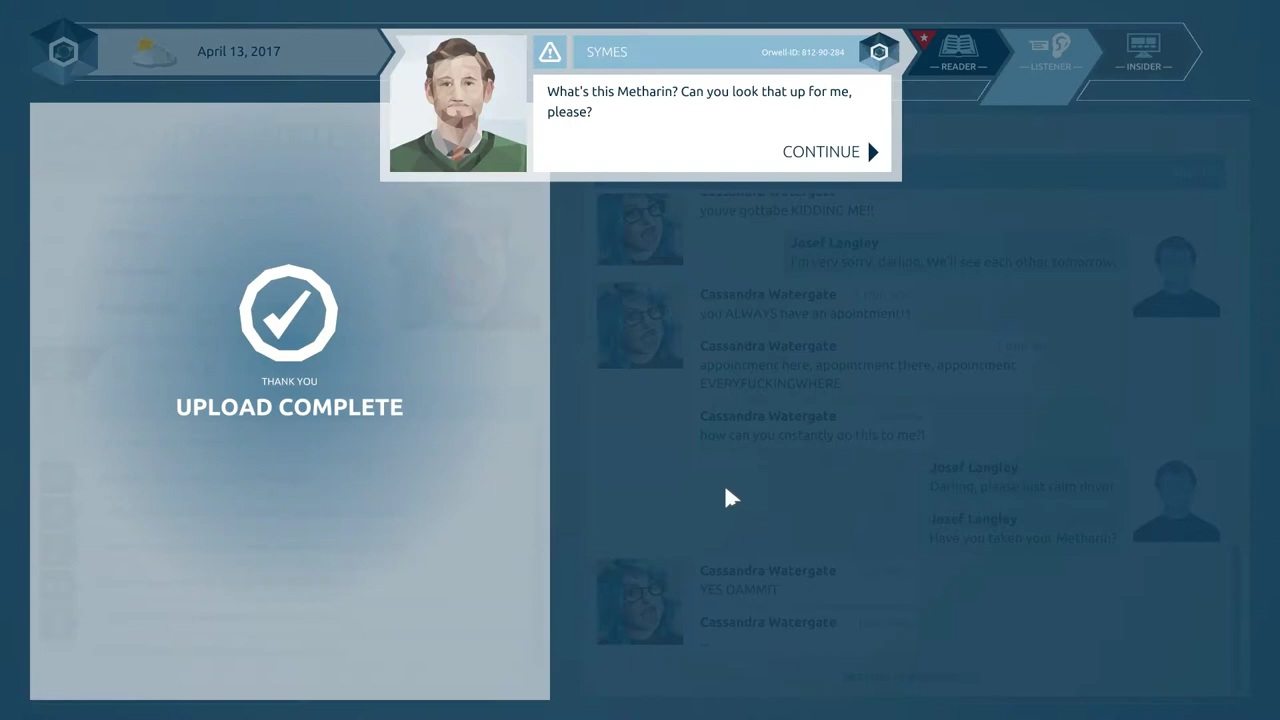 April 13, 2017
SYMES
Orwell-ID: 812-90-284
What's this Metharin? Can you look that up for me,
please?
CONTINUE
— READER —
— LISTENER —
— INSIDER —
THANK YOU
UPLOAD COMPLETE
Cassandra Watergate
youve gottabe KIDDING ME!!
Josef Langley
I'm very sorry, darling. We'll see each other tomorrow.
Cassandra Watergate
you ALWAYS have an apointment!!
Cassandra Watergate
appointment here, apopintment there, appointment
EVERYFUCKINGWHERE
Cassandra Watergate
how can you cnstantly do this to me?!
Josef Langley
Darling, please just calm down.
Josef Langley
Have you taken your Metharin?
Cassandra Watergate
YES DAMMIT
Cassandra Watergate
...